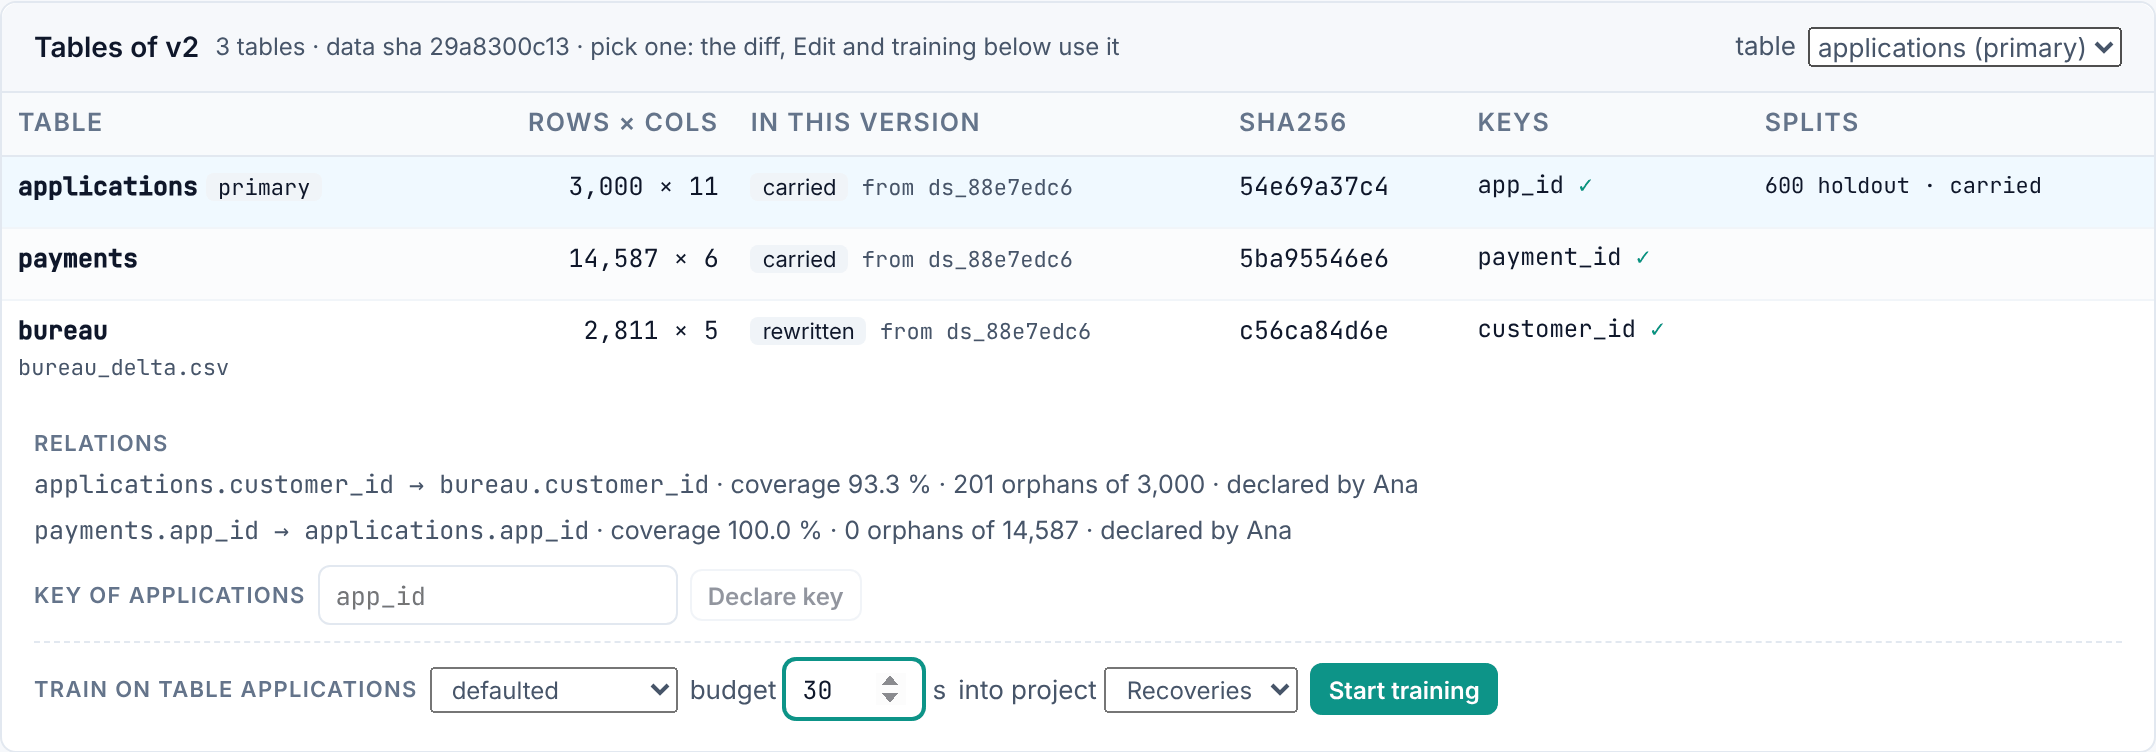 Tables of v2 3 tables · data sha 29a8300c13 · pick one: the diff, Edit and training below use it table applications (primary)
TABLE ROWS × COLS IN THIS VERSION SHA256 KEYS SPLITS
applications primary 3,000 × 11 carried from ds_88e7edc6 54e69a37c4 app_id ✓ 600 holdout · carried
payments 14,587 × 6 carried from ds_88e7edc6 5ba95546e6 payment_id ✓
bureau 2,811 × 5 rewritten from ds_88e7edc6 c56ca84d6e customer_id ✓
bureau_delta.csv
RELATIONS
applications.customer_id → bureau.customer_id · coverage 93.3 % · 201 orphans of 3,000 · declared by Ana
payments.app_id → applications.app_id · coverage 100.0 % · 0 orphans of 14,587 · declared by Ana
KEY OF APPLICATIONS app_id Declare key
TRAIN ON TABLE APPLICATIONS defaulted budget 30 s into project Recoveries Start training